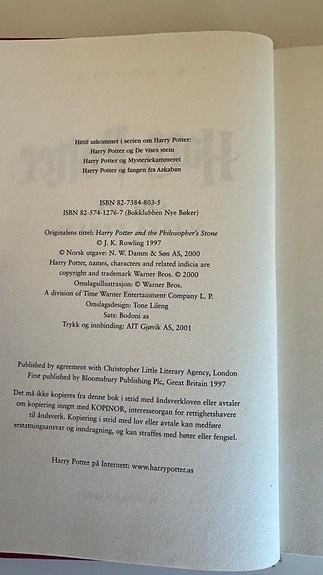 Hittil utkommet i serien om Harry Potter:
Harry Potter og De vises stein
Harry Potter og Mysteriekammeret
Harry Potter og fangen fra Azkaban
ISBN 82-7384-803-5
ISBN 82-574-1276-7 (Bokklubben Nye Bøker)
Originalens tittel: Harry Potter and the Philosopher's Stone
© J. K. Rowling 1997
© Norsk utgave: N. W. Damm & Søn AS, 2000
Harry Potter, names, characters and related indicia are
copyright and trademark Warner Bros. © 2000
Omslagsillustrasjon: © Warner Bros.
A division of Time Warner Entertainment Company L. P.
Omslagsdesign: Tone Lileng
Sats: Bodoni as
Trykk og innbinding: AIT Gjøvik AS, 2001
Published by agreement with Christopher Little Literary Agency, London
First published by Bloomsbury Publishing Plc, Great Britain 1997
Det må ikke kopieres fra denne bok i strid med åndsverkloven eller avtaler
om kopiering inngått med KOPINOR, interesseorgan for rettighetshavere
til åndsverk. Kopiering i strid med lov eller avtale kan medføre
erstatningsansvar og inndragning, og kan straffes med bøter eller fengsel.
Harry Potter på Internett: www.harrypotter.as